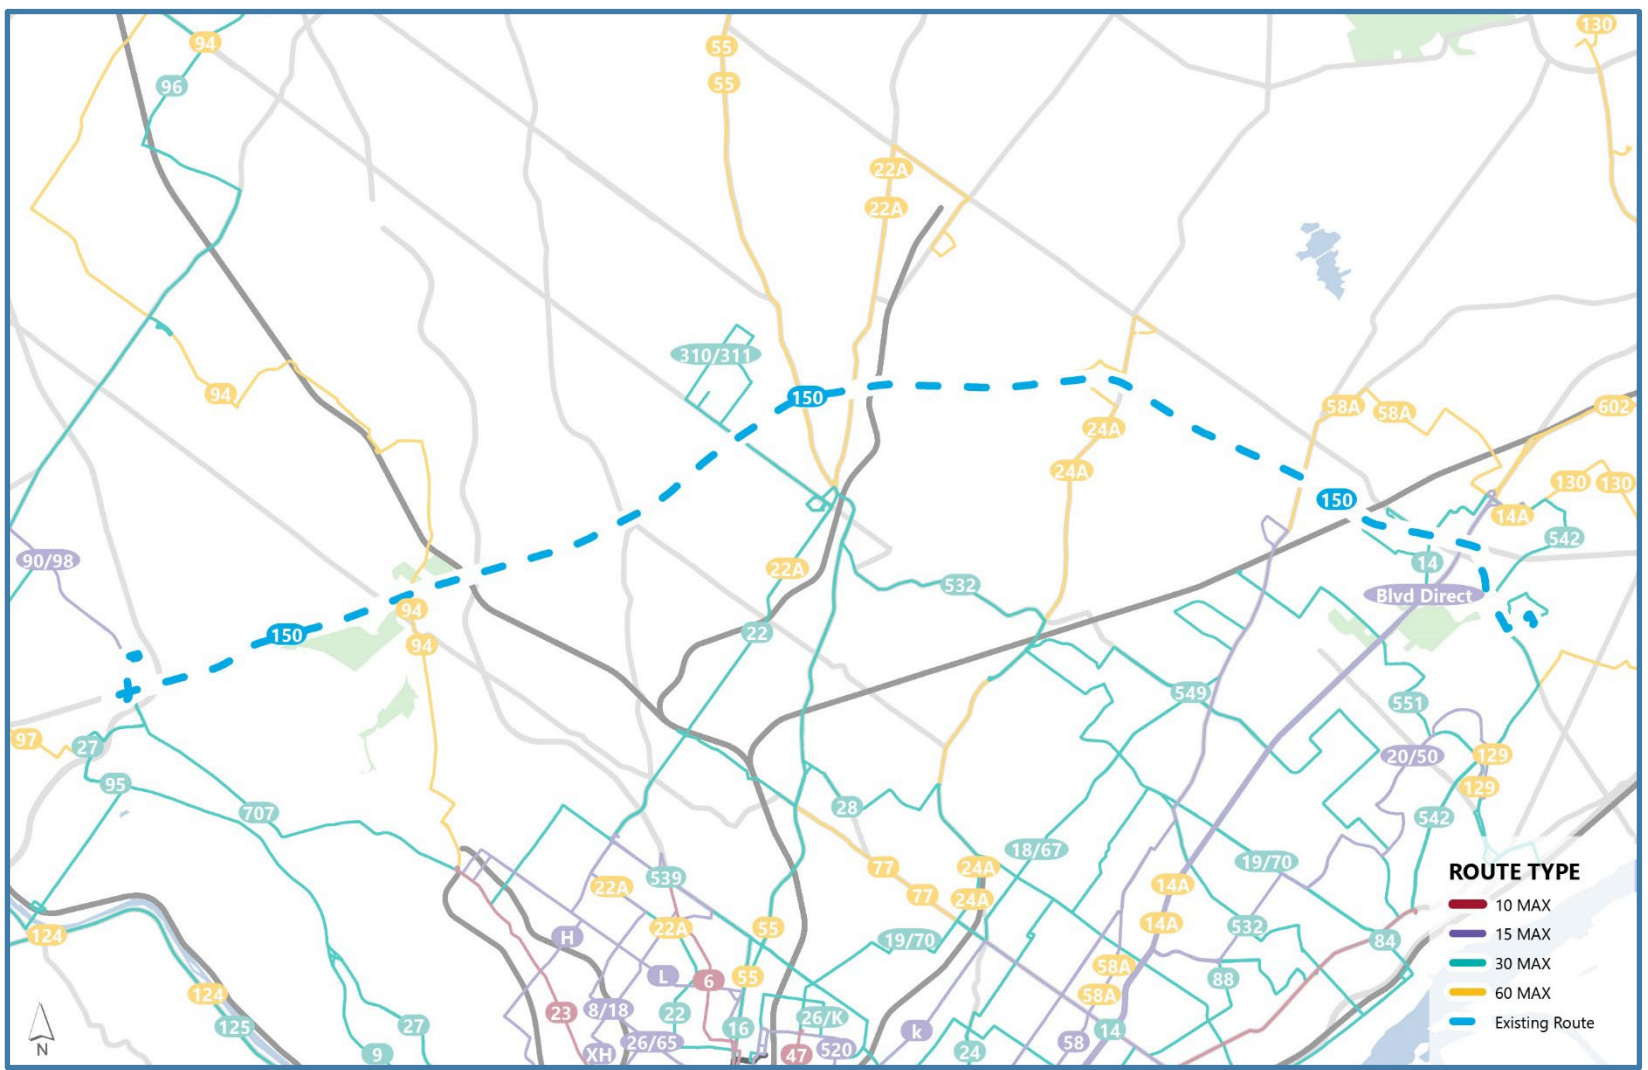 130
94
55
55
96
22A
22A
310/311
94
150
58A
58A
602
24A
24A
130
130
150
14A
542
90/98
14
22A
532
Blvd Direct
94
150
94
22
549
551
97
27
20/50
129
129
95
28
542
707
18/67
19/70
77
24A
539
22A
77
24A
14A
ROUTE TYPE
10 MAX
15 MAX
30 MAX
60 MAX
Existing Route
124
H
22A
55
19/70
14A
532
84
L
6
55
58A
88
124
23
8/18
22
26/K
58A
125
27
16
k
14
9
XH
26/65
47
520
24
58
N